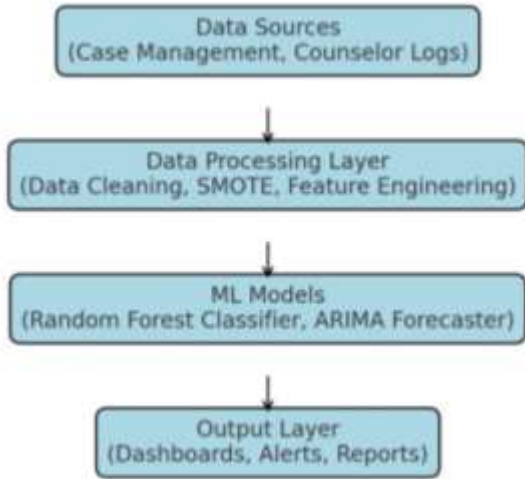 Data Sources
(Case Management, Counselor Logs)
Data Processing Layer
(Data Cleaning, SMOTE, Feature Engineering)
ML Models
(Random Forest Classifier, ARIMA Forecaster)
Output Layer
(Dashboards, Alerts, Reports)